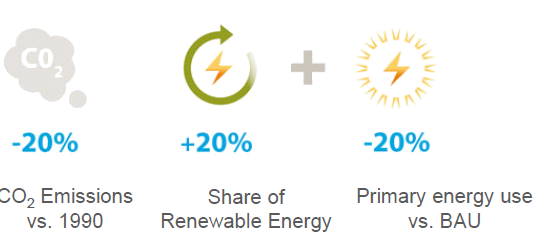 CO2
-20%
CO2 Emissions
vs. 1990
+20%
Share of
Renewable Energy
+
-20%
Primary energy use
vs. BAU